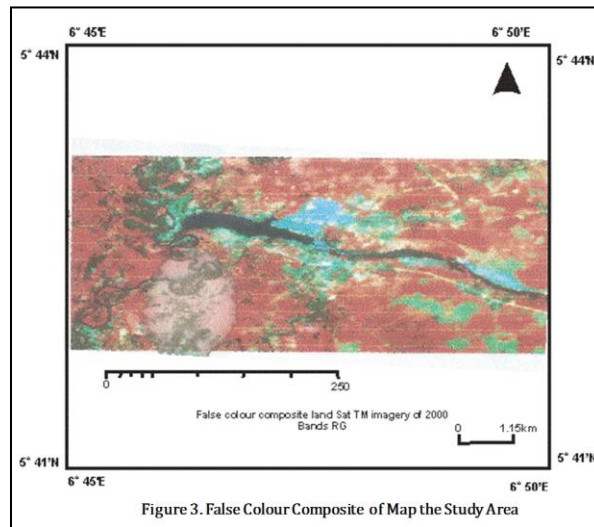 6° 45'E 6° 50'E
5° 44'N 5° 44'N
0 250
False colour composite land Sat TM imagery of 2000
Bands RG
0 1.15km
5° 41'N 5° 41'N
6° 45'E 6° 50'E
Figure 3. False Colour Composite of Map the Study Area